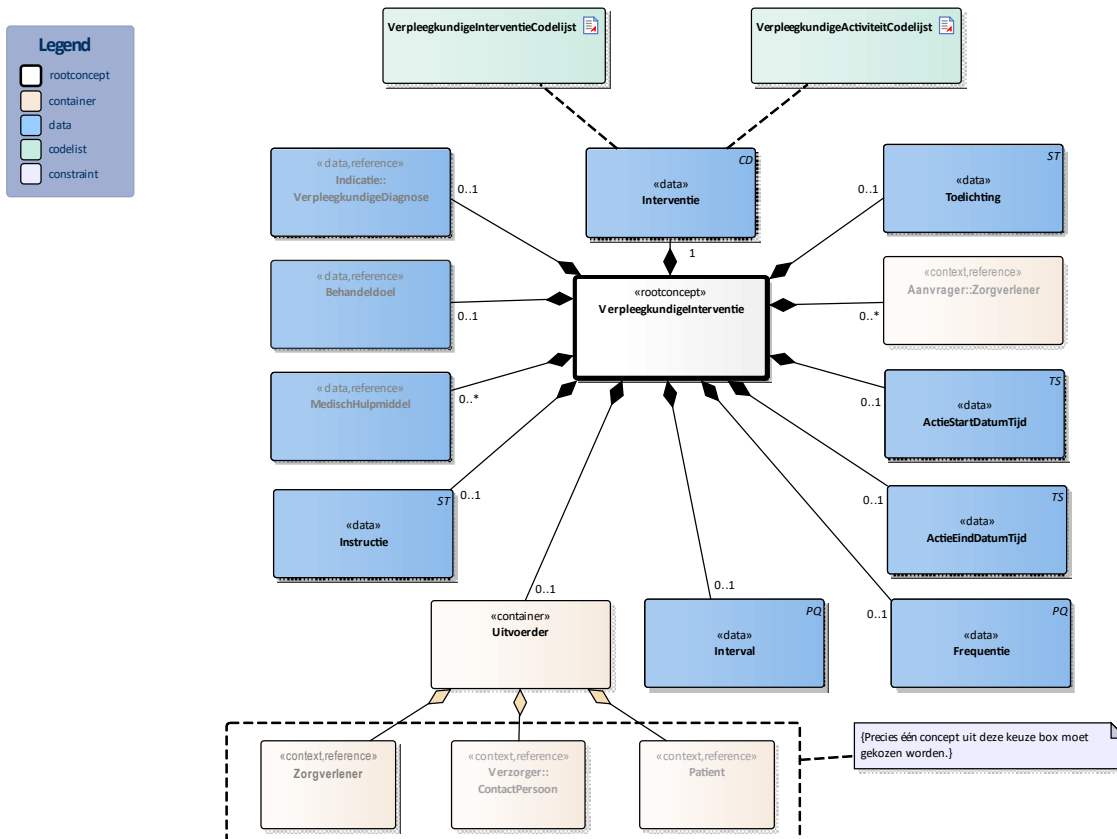 Legend
rootconcept
container
data
codelist
constraint
VerpleegkundigeInterventieCodelijst
VerpleegkundigeActiviteitCodelijst
«data,reference»
Indicatie::
VerpleegkundigeDiagnose
0..1
CD
«data»
Interventie
1
ST
«data»
Toelichting
0..1
«data,reference»
Behandeldoel
0..1
«rootconcept»
VerpleegkundigeInterventie
«context,reference»
Aanvrager::Zorgverlener
0..*
«data,reference»
MedischHulpmiddel
0..*
TS
«data»
ActieStartDatumTijd
0..1
ST
«data»
Instructie
0..1
TS
«data»
ActieEindDatumTijd
0..1
«container»
Uitvoerder
0..1
PQ
«data»
Interval
0..1
PQ
«data»
Frequentie
0..1
«context,reference»
Zorgverlener
«context,reference»
Verzorger::
ContactPersoon
«context,reference»
Patient
{Precies één concept uit deze keuze box moet
gekozen worden.}